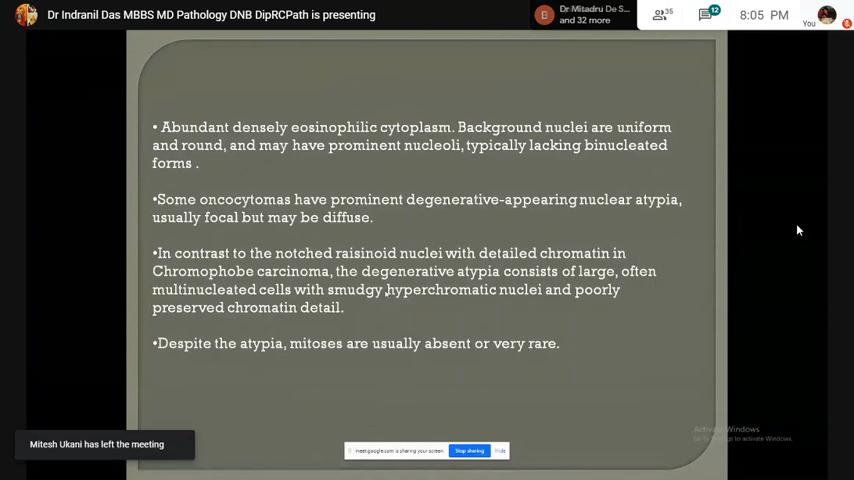 Dr Indranil Das MBBS MD Pathology DNB DipRCPath is presenting
Dr Mitadru De S...
and 32 more
35
12
8:05 PM
You
• Abundant densely eosinophilic cytoplasm. Background nuclei are uniform
and round, and may have prominent nucleoli, typically lacking binucleated
forms .
•Some oncocytomas have prominent degenerative-appearing nuclear atypia,
usually focal but may be diffuse.
•In contrast to the notched raisinoid nuclei with detailed chromatin in
Chromophobe carcinoma, the degenerative atypia consists of large, often
multinucleated cells with smudgy hyperchromatic nuclei and poorly
preserved chromatin detail.
•Despite the atypia, mitoses are usually absent or very rare.
Activate Windows
Go to Settings to activate Windows.
Mitesh Ukani has left the meeting
meet.google.com is sharing your screen.
Stop sharing
Hide